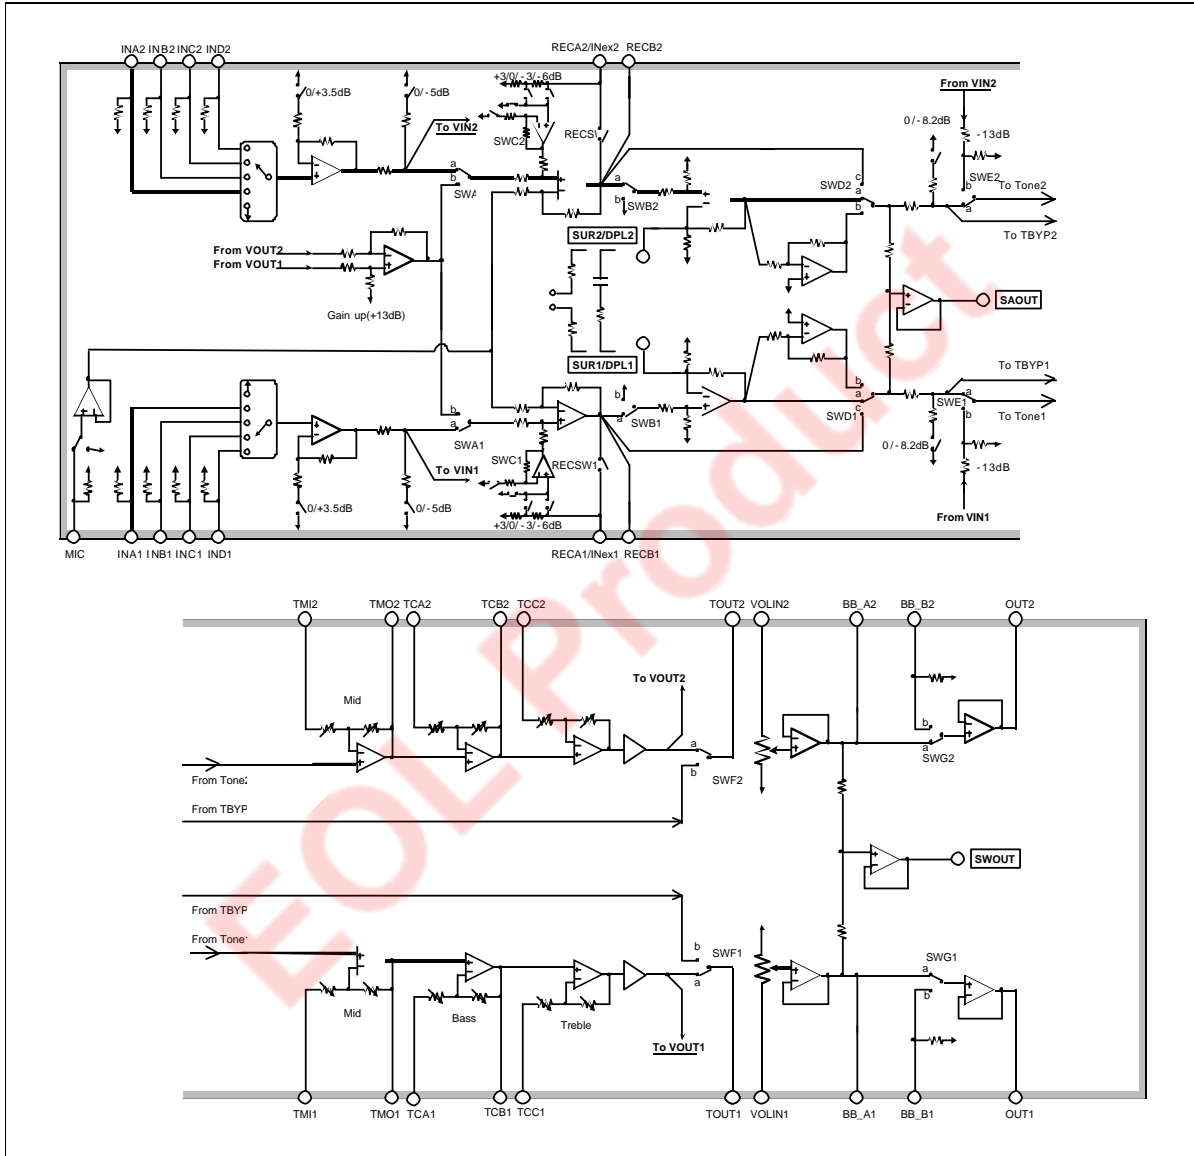 INA2 INB2 INC2 IND2
RECA2/INex2 RECB2
+3/0/-3/-6dB
From VIN2
0/+3.5dB
0/-5dB
0/-8.2dB
-13dB
To VIN2
SWC2
RECS
SWE2
a
b
SWA
a
b
SWB2
c
a
b
SWD2
b
a
To Tone2
To TBYP2
SUR2/DPL2
From VOUT2
From VOUT1
Gain up(+13dB)
SAOUT
SUR1/DPL1
To TBYP1
b
a
SWA1
b
a
SWB1
b
a
c
SWD1
SWE1
a
b
To Tone1
To VIN1
SWC1
RECSW1
0/-8.2dB
-13dB
0/+3.5dB
0/-5dB
+3/0/-3/-6dB
From VIN1
MIC INA1 INB1 INC1 IND1
RECA1/INex1 RECB1
TMI2 TMO2 TCA2 TCB2 TCC2 TOUT2 VOLIN2 BB_A2 BB_B2 OUT2
To VOUT2
Mid
a
b
SWF2
b
a
SWG2
From Tone2
From TBYP
SWOUT
From TBYP
From Tone
b
a
SWF1
a
b
SWG1
Mid
Bass
Treble
To VOUT1
TMI1 TMO1 TCA1 TCB1 TCC1 TOUT1 VOLIN1 BB_A1 BB_B1 OUT1
EOL Product